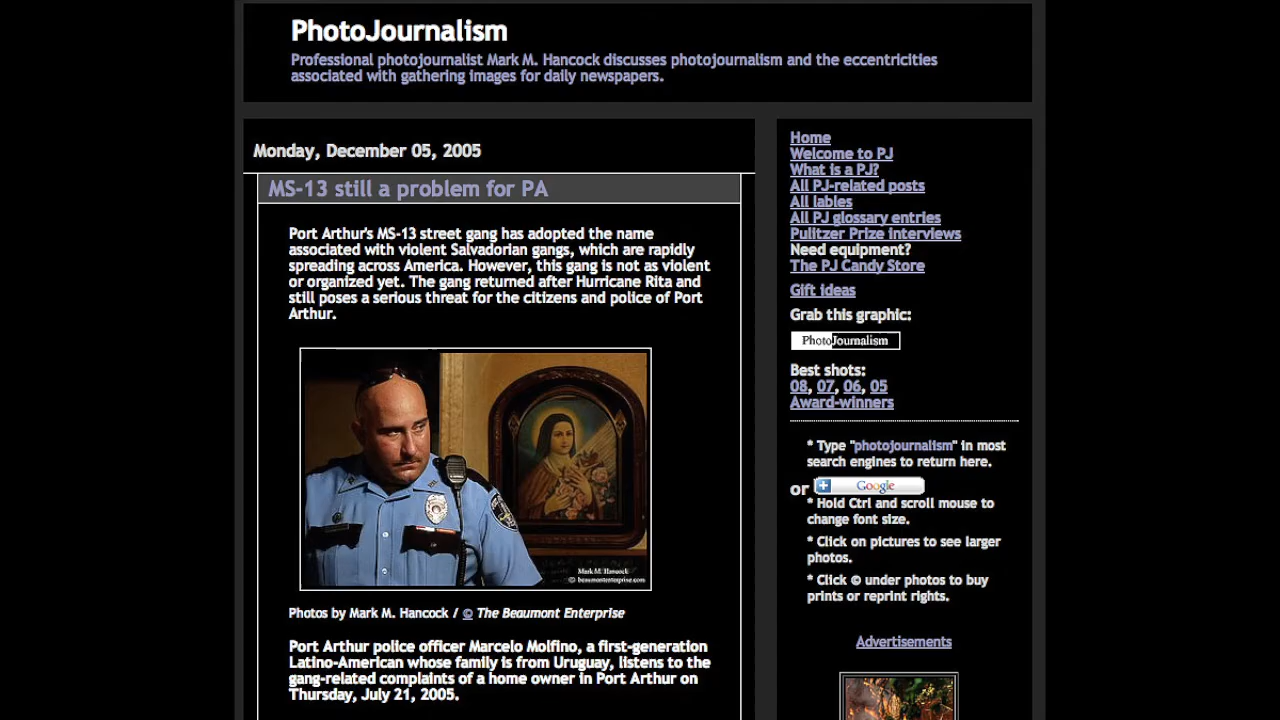 PhotoJournalism
Professional photojournalist Mark M. Hancock discusses photojournalism and the eccentricities
associated with gathering images for daily newspapers.
Monday, December 05, 2005
MS-13 still a problem for PA
Port Arthur's MS-13 street gang has adopted the name
associated with violent Salvadorian gangs, which are rapidly
spreading across America. However, this gang is not as violent
or organized yet. The gang returned after Hurricane Rita and
still poses a serious threat for the citizens and police of Port
Arthur.
Mark M. Hancock
© beaumontenterprise.com
Photos by Mark M. Hancock / © The Beaumont Enterprise
Port Arthur police officer Marcelo Molfino, a first-generation
Latino-American whose family is from Uruguay, listens to the
gang-related complaints of a home owner in Port Arthur on
Thursday, July 21, 2005.
Home
Welcome to PJ
What is a PJ?
All PJ-related posts
All lables
All PJ glossary entries
Pulitzer Prize interviews
Need equipment?
The PJ Candy Store
Gift ideas
Grab this graphic:
PhotoJournalism
Best shots:
08, 07, 06, 05
Award-winners
* Type "photojournalism" in most
search engines to return here.
or Google
* Hold Ctrl and scroll mouse to
change font size.
* Click on pictures to see larger
photos.
* Click © under photos to buy
prints or reprint rights.
Advertisements